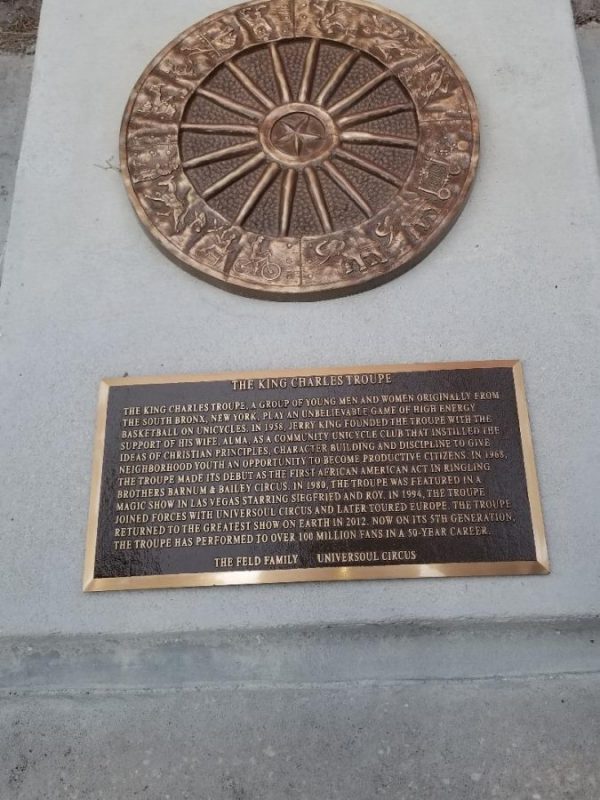 THE KING CHARLES TROUPE
THE KING CHARLES TROUPE, A GROUP OF YOUNG MEN AND WOMEN ORIGINALLY FROM
THE SOUTH BRONX, NEW YORK, PLAY AN UNBELIEVABLE GAME OF HIGH ENERGY
BASKETBALL ON UNICYCLES. IN 1958, JERRY KING FOUNDED THE TROUPE WITH THE
SUPPORT OF HIS WIFE, ALMA, AS A COMMUNITY UNICYCLE CLUB THAT INSTILLED THE
IDEAS OF CHRISTIAN PRINCIPLES, CHARACTER BUILDING AND DISCIPLINE TO GIVE
NEIGHBORHOOD YOUTH AN OPPORTUNITY TO BECOME PRODUCTIVE CITIZENS. IN 1968,
THE TROUPE MADE ITS DEBUT AS THE FIRST AFRICAN AMERICAN ACT IN RINGLING
BROTHERS BARNUM & BAILEY CIRCUS. IN 1989, THE TROUPE WAS FEATURED IN A
MAGIC SHOW IN LAS VEGAS STARRING SIEGFRIED AND ROY. IN 1994, THE TROUPE
JOINED FORCES WITH UNIVERSOUL CIRCUS AND LATER TOURED EUROPE. THE TROUPE
RETURNED TO THE GREATEST SHOW ON EARTH IN 2012. NOW ON ITS 5TH GENERATION,
THE TROUPE HAS PERFORMED TO OVER 100 MILLION FANS IN A 50-YEAR CAREER.
THE FELD FAMILY UNIVERSOUL CIRCUS